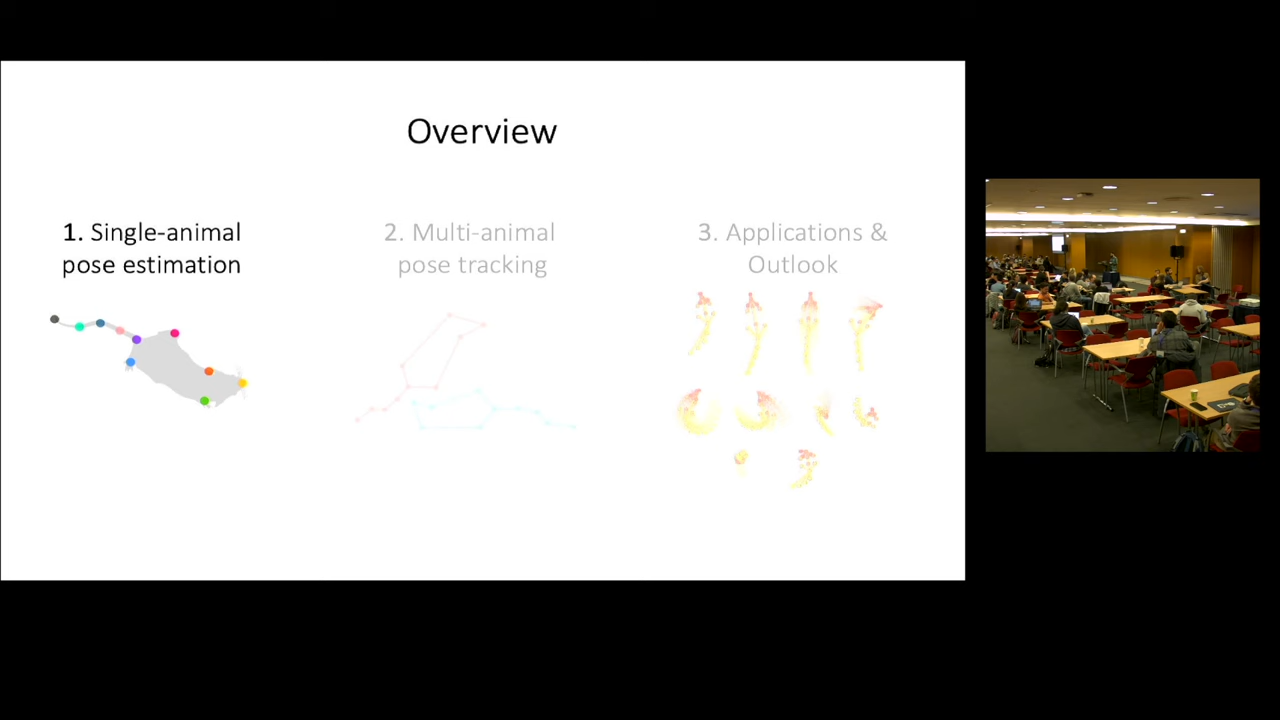 Overview
1. Single-animal
pose estimation
2. Multi-animal
pose tracking
3. Applications &
Outlook